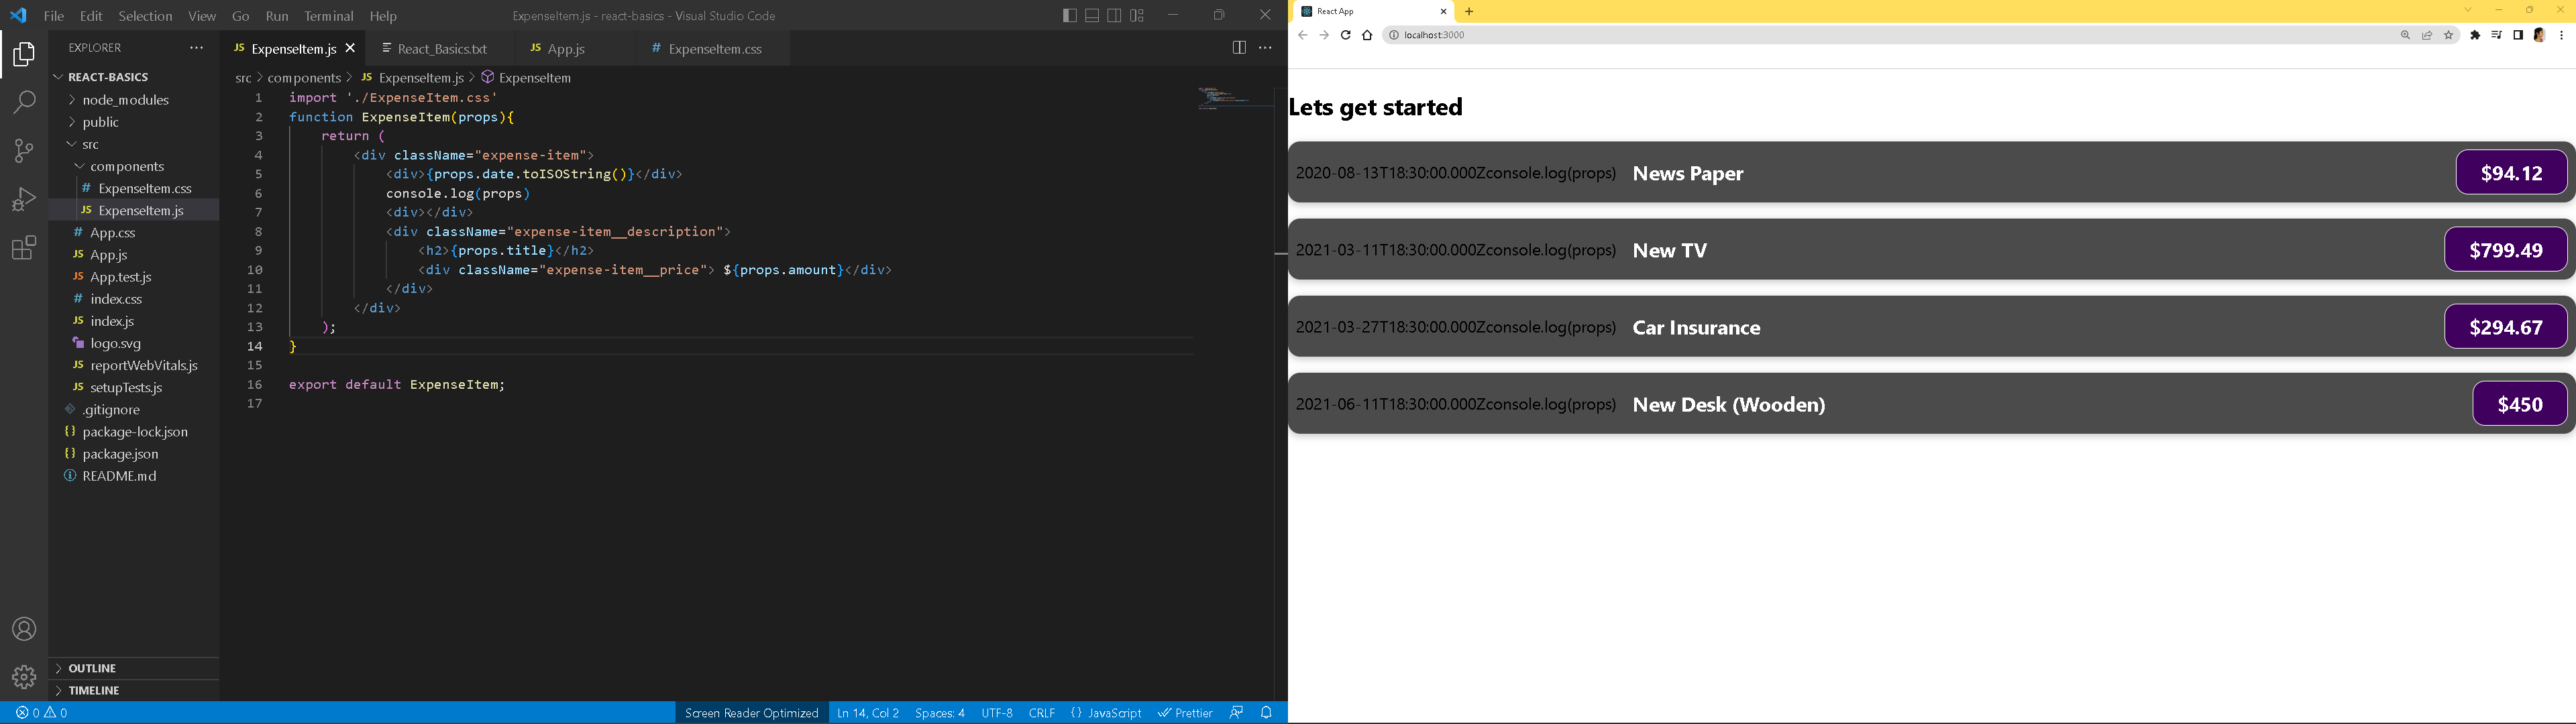 File Edit Selection View Go Run Terminal Help
ExpenseItem.js - react-basics - Visual Studio Code
EXPLORER
REACT-BASICS
node_modules
public
src
components
# ExpenseItem.css
JS ExpenseItem.js
# App.css
JS App.js
JS App.test.js
# index.css
JS index.js
logo.svg
JS reportWebVitals.js
JS setupTests.js
.gitignore
{} package-lock.json
{} package.json
README.md
OUTLINE
TIMELINE
JS ExpenseItem.js
React_Basics.txt
JS App.js
# ExpenseItem.css
src > components > JS ExpenseItem.js > ExpenseItem
1 import './ExpenseItem.css'
2 function ExpenseItem(props){
3 return (
4 <div className="expense-item">
5 <div>{props.date.toISOString()}</div>
6 console.log(props)
7 <div></div>
8 <div className="expense-item__description">
9 <h2>{props.title}</h2>
10 <div className="expense-item__price"> ${props.amount}</div>
11 </div>
12 </div>
13 );
14 }
15
16 export default ExpenseItem;
17
0 0
Screen Reader Optimized Ln 14, Col 2 Spaces: 4 UTF-8 CRLF {} JavaScript Prettier
React App
localhost:3000
Lets get started
2020-08-13T18:30:00.000Zconsole.log(props) News Paper $94.12
2021-03-11T18:30:00.000Zconsole.log(props) New TV $799.49
2021-03-27T18:30:00.000Zconsole.log(props) Car Insurance $294.67
2021-06-11T18:30:00.000Zconsole.log(props) New Desk (Wooden) $450